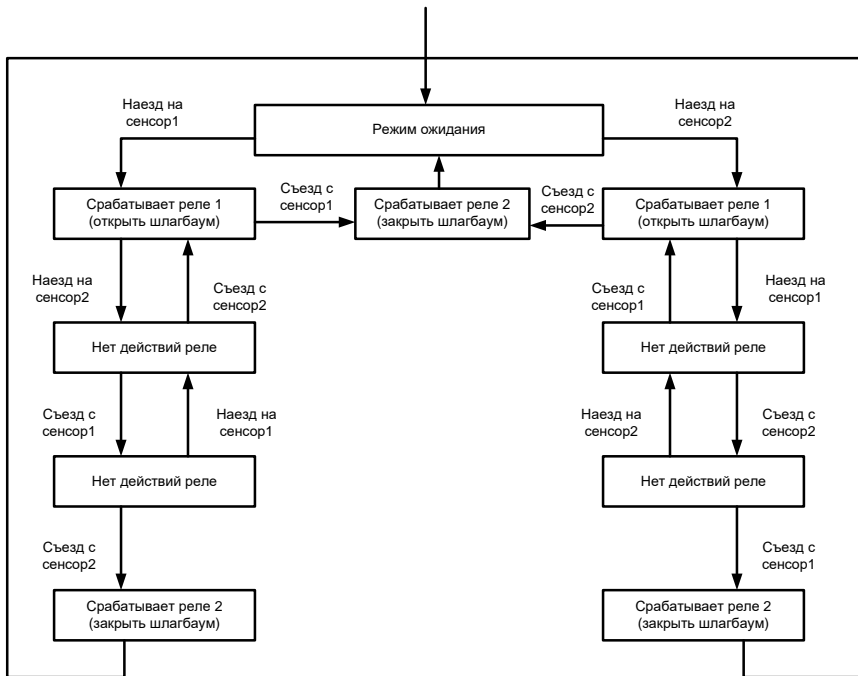 Наезд на
сенсор1
Режим ожидания
Наезд на
сенсор2
Срабатывает реле 1
(открыть шлагбаум)
Съезд с
сенсор1
Срабатывает реле 2
(закрыть шлагбаум)
Съезд с
сенсор2
Срабатывает реле 1
(открыть шлагбаум)
Наезд на
сенсор2
Съезд с
сенсор2
Съезд с
сенсор1
Наезд на
сенсор1
Нет действий реле
Нет действий реле
Съезд с
сенсор1
Наезд на
сенсор1
Наезд на
сенсор2
Съезд с
сенсор2
Нет действий реле
Нет действий реле
Съезд с
сенсор2
Съезд с
сенсор1
Срабатывает реле 2
(закрыть шлагбаум)
Срабатывает реле 2
(закрыть шлагбаум)